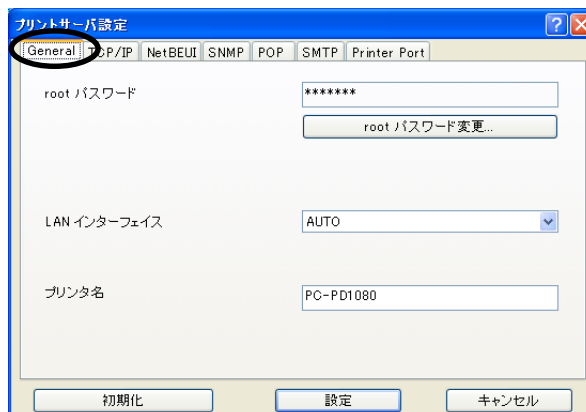 プリントサーバ設定
General TCP/IP NetBEUI SNMP POP SMTP Printer Port
root パスワード *******
root パスワード変更...
LAN インターフェイス AUTO
プリンタ名 PC-PD1080
初期化 設定 キャンセル